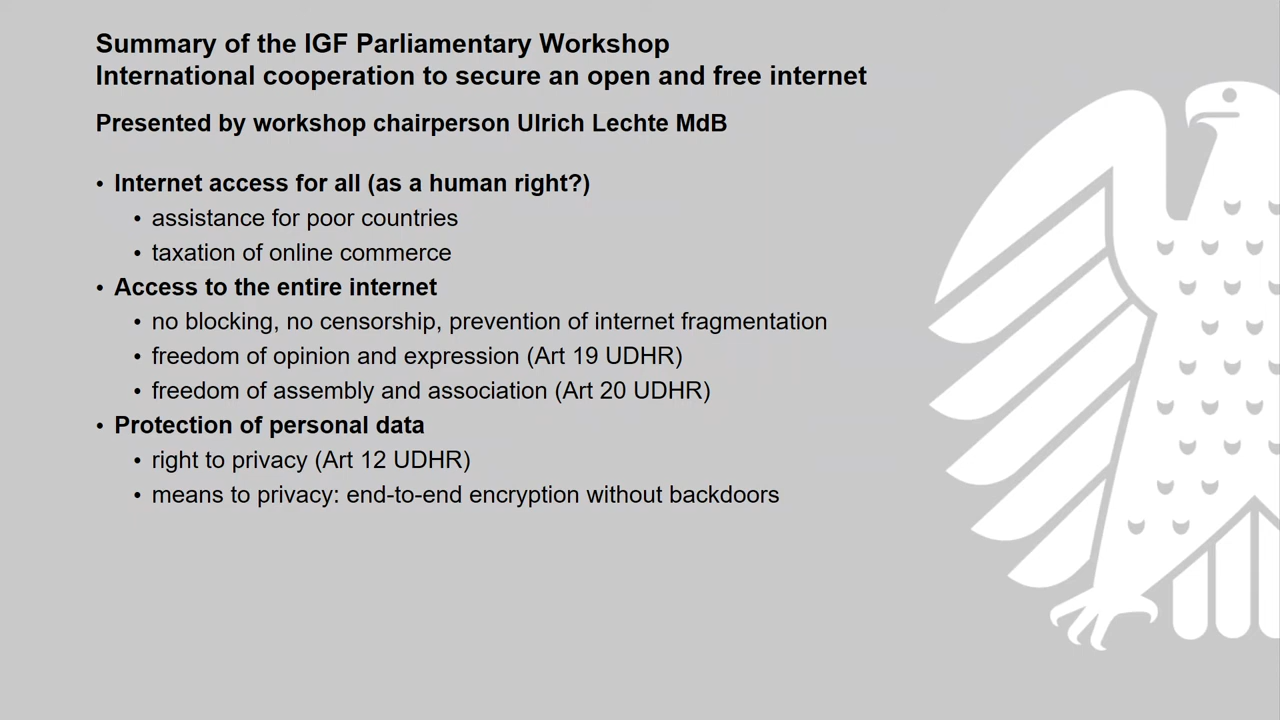 Summary of the IGF Parliamentary Workshop
International cooperation to secure an open and free internet
Presented by workshop chairperson Ulrich Lechte MdB
• Internet access for all (as a human right?)
• assistance for poor countries
• taxation of online commerce
• Access to the entire internet
• no blocking, no censorship, prevention of internet fragmentation
• freedom of opinion and expression (Art 19 UDHR)
• freedom of assembly and association (Art 20 UDHR)
• Protection of personal data
• right to privacy (Art 12 UDHR)
• means to privacy: end-to-end encryption without backdoors